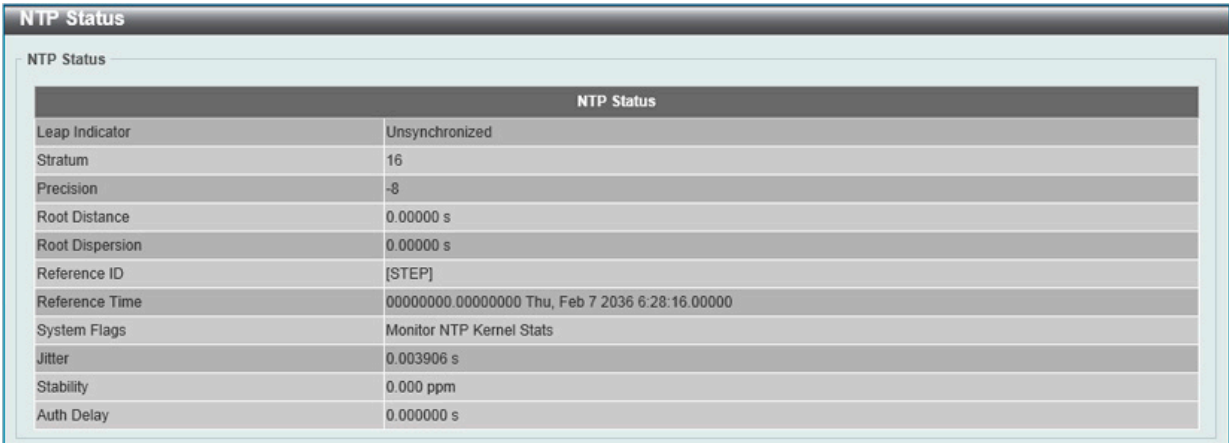 NTP Status
NTP Status
NTP Status
Leap Indicator Unsynchronized
Stratum 16
Precision -8
Root Distance 0.00000 s
Root Dispersion 0.00000 s
Reference ID [STEP]
Reference Time 00000000.00000000 Thu, Feb 7 2036 6:28:16.00000
System Flags Monitor NTP Kernel Stats
Jitter 0.003906 s
Stability 0.000 ppm
Auth Delay 0.000000 s